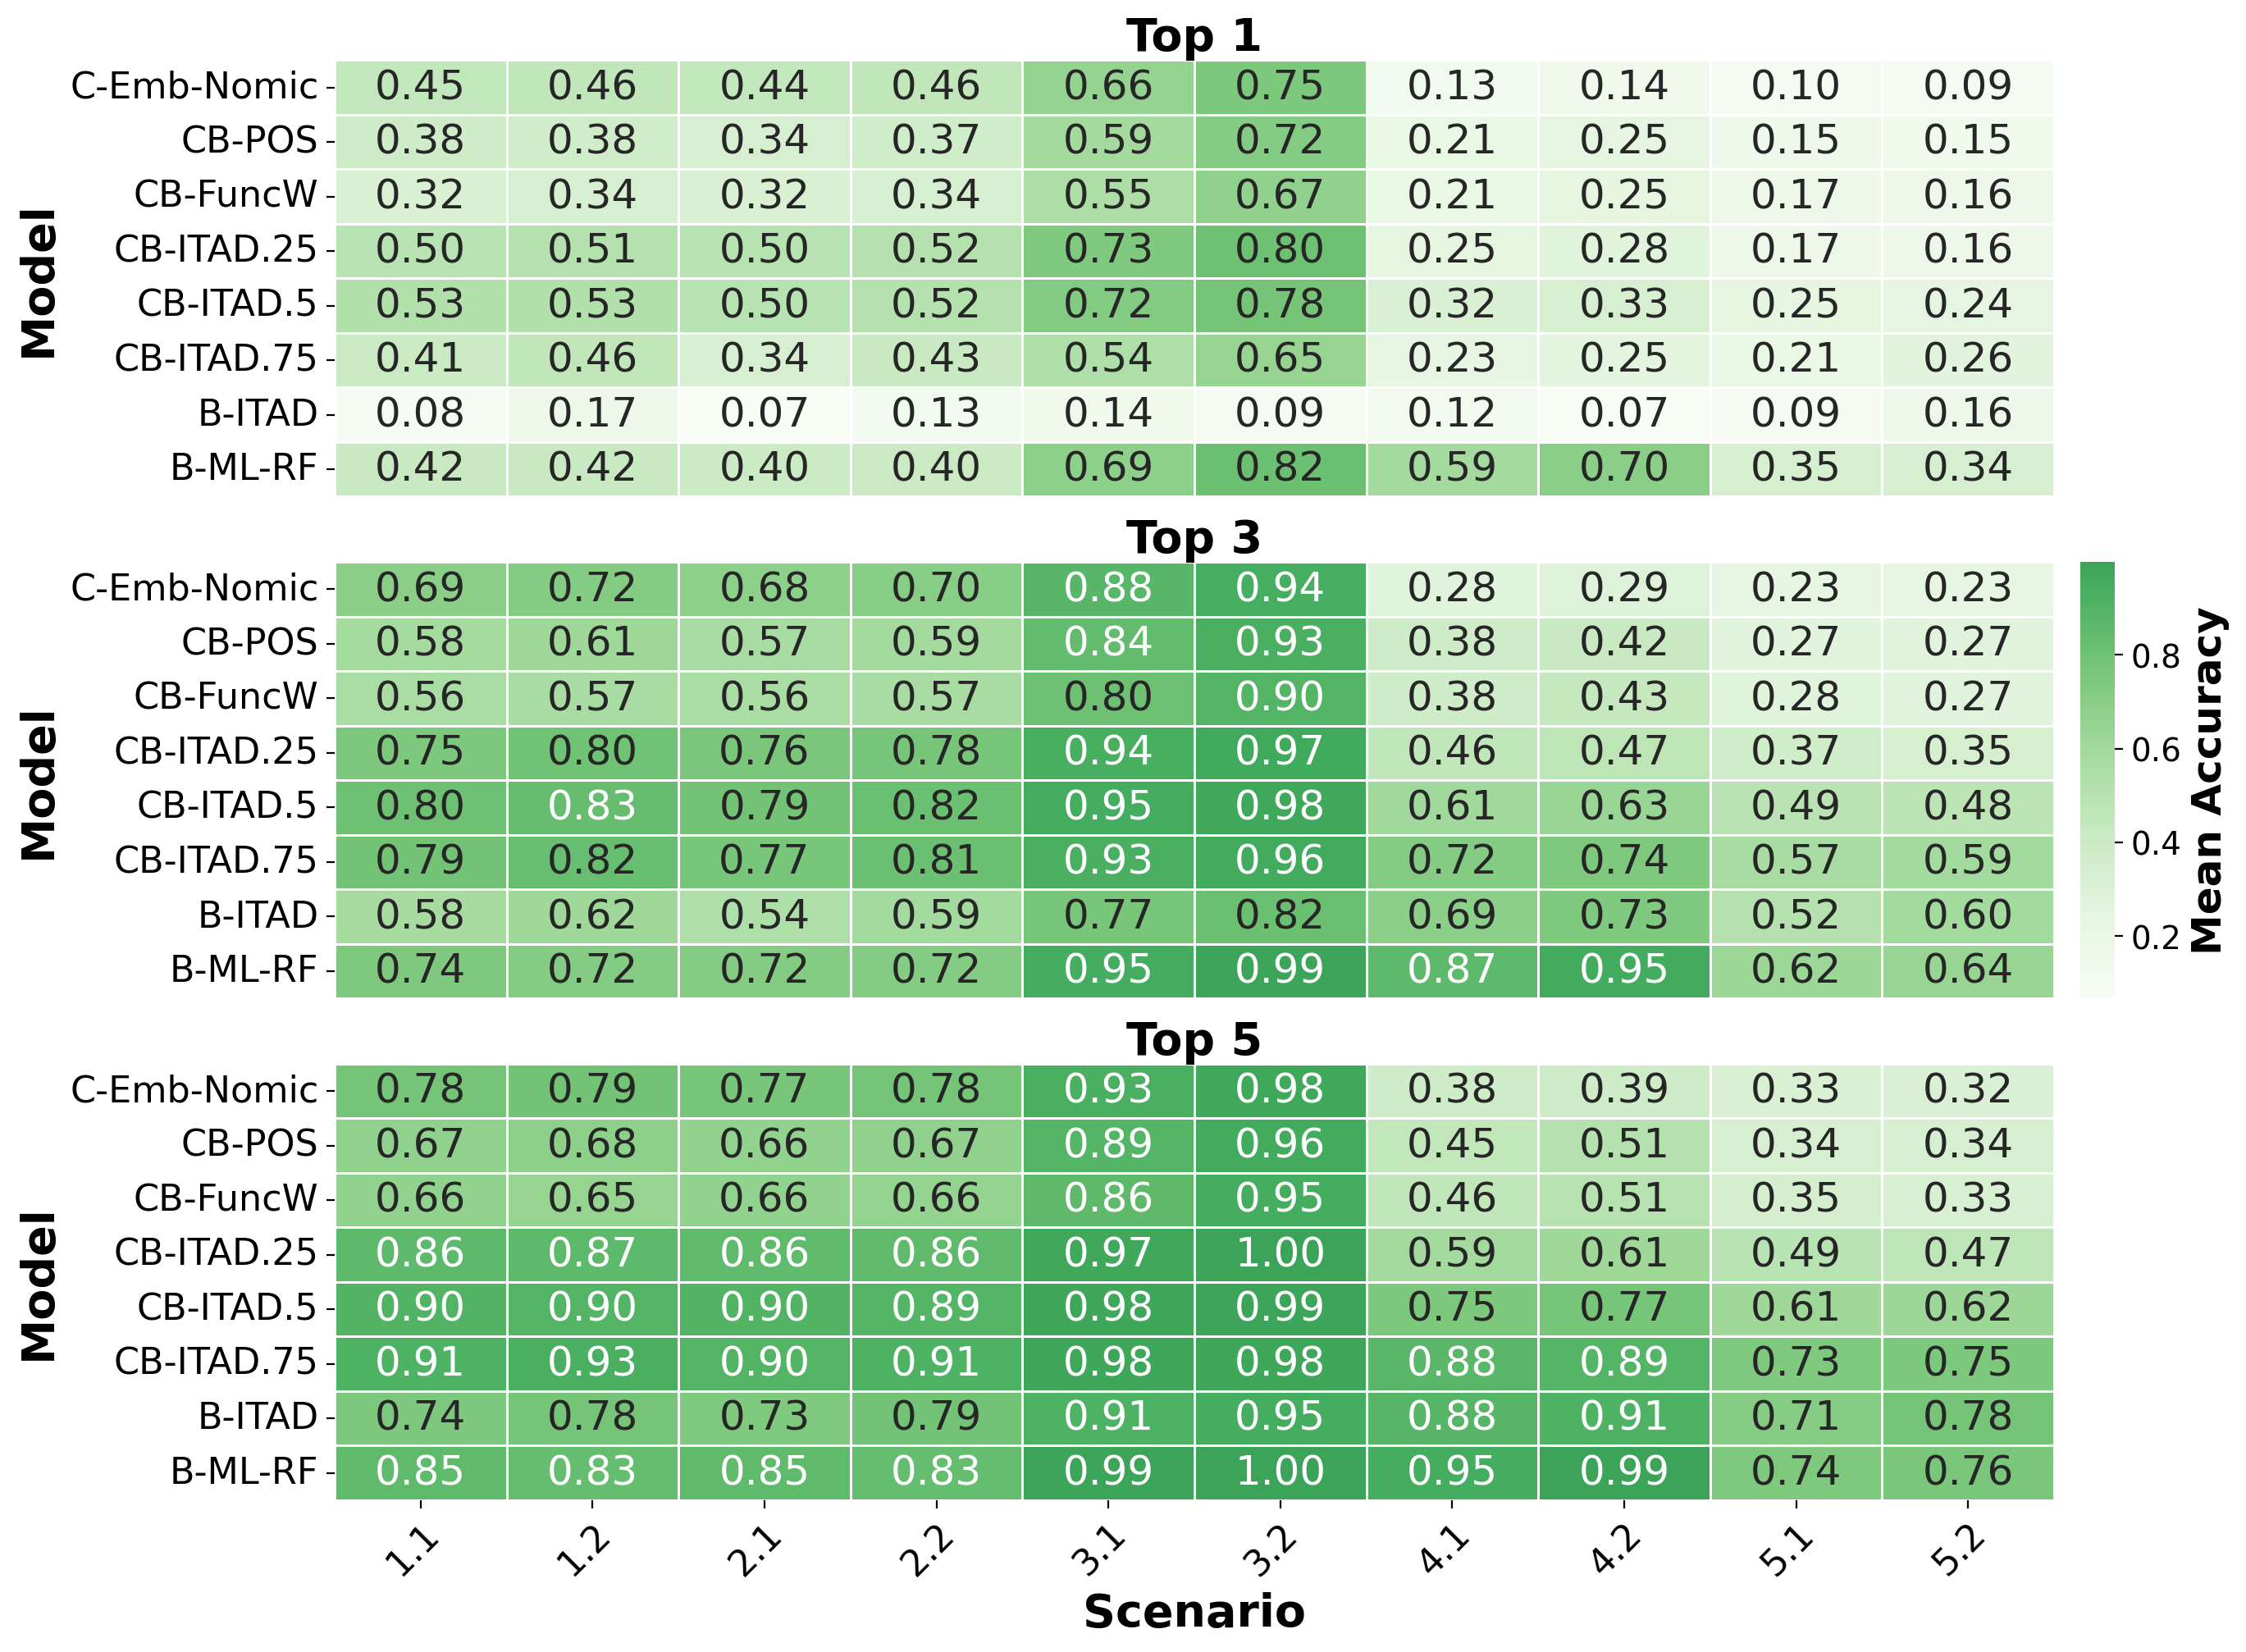 Top 1
Model
C-Emb-Nomic 0.45 0.46 0.44 0.46 0.66 0.75 0.13 0.14 0.10 0.09
CB-POS 0.38 0.38 0.34 0.37 0.59 0.72 0.21 0.25 0.15 0.15
CB-FuncW 0.32 0.34 0.32 0.34 0.55 0.67 0.21 0.25 0.17 0.16
CB-ITAD.25 0.50 0.51 0.50 0.52 0.73 0.80 0.25 0.28 0.17 0.16
CB-ITAD.5 0.53 0.53 0.50 0.52 0.72 0.78 0.32 0.33 0.25 0.24
CB-ITAD.75 0.41 0.46 0.34 0.43 0.54 0.65 0.23 0.25 0.21 0.26
B-ITAD 0.08 0.17 0.07 0.13 0.14 0.09 0.12 0.07 0.09 0.16
B-ML-RF 0.42 0.42 0.40 0.40 0.69 0.82 0.59 0.70 0.35 0.34
Top 3
Model
C-Emb-Nomic 0.69 0.72 0.68 0.70 0.88 0.94 0.28 0.29 0.23 0.23
CB-POS 0.58 0.61 0.57 0.59 0.84 0.93 0.38 0.42 0.27 0.27
CB-FuncW 0.56 0.57 0.56 0.57 0.80 0.90 0.38 0.43 0.28 0.27
CB-ITAD.25 0.75 0.80 0.76 0.78 0.94 0.97 0.46 0.47 0.37 0.35
CB-ITAD.5 0.80 0.83 0.79 0.82 0.95 0.98 0.61 0.63 0.49 0.48
CB-ITAD.75 0.79 0.82 0.77 0.81 0.93 0.96 0.72 0.74 0.57 0.59
B-ITAD 0.58 0.62 0.54 0.59 0.77 0.82 0.69 0.73 0.52 0.60
B-ML-RF 0.74 0.72 0.72 0.72 0.95 0.99 0.87 0.95 0.62 0.64
0.8
0.6
0.4
0.2
Mean Accuracy
Top 5
Model
C-Emb-Nomic 0.78 0.79 0.77 0.78 0.93 0.98 0.38 0.39 0.33 0.32
CB-POS 0.67 0.68 0.66 0.67 0.89 0.96 0.45 0.51 0.34 0.34
CB-FuncW 0.66 0.65 0.66 0.66 0.86 0.95 0.46 0.51 0.35 0.33
CB-ITAD.25 0.86 0.87 0.86 0.86 0.97 1.00 0.59 0.61 0.49 0.47
CB-ITAD.5 0.90 0.90 0.90 0.89 0.98 0.99 0.75 0.77 0.61 0.62
CB-ITAD.75 0.91 0.93 0.90 0.91 0.98 0.98 0.88 0.89 0.73 0.75
B-ITAD 0.74 0.78 0.73 0.79 0.91 0.95 0.88 0.91 0.71 0.78
B-ML-RF 0.85 0.83 0.85 0.83 0.99 1.00 0.95 0.99 0.74 0.76
1.1 1.2 2.1 2.2 3.1 3.2 4.1 4.2 5.1 5.2
Scenario